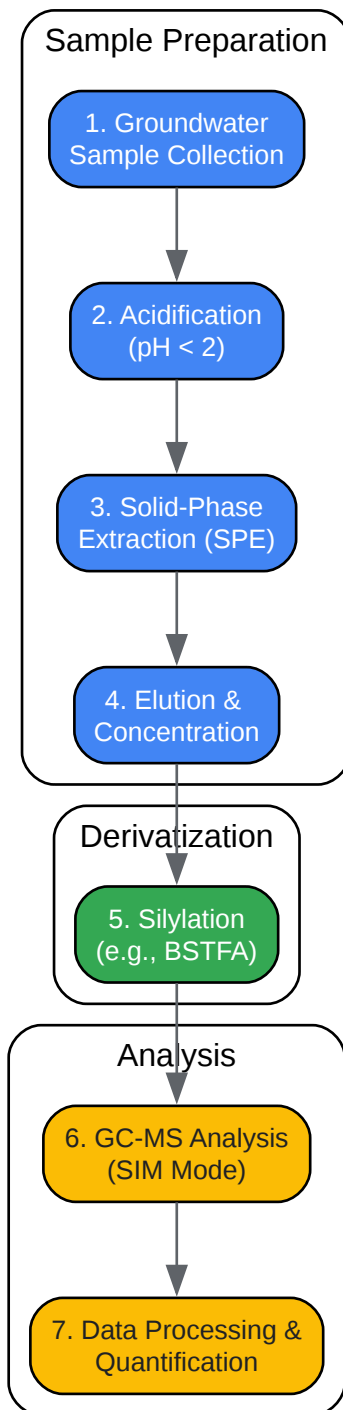 Sample Preparation
1. Groundwater
Sample Collection
2. Acidification
(pH < 2)
3. Solid-Phase
Extraction (SPE)
4. Elution &
Concentration
Derivatization
5. Silylation
(e.g., BSTFA)
Analysis
6. GC-MS Analysis
(SIM Mode)
7. Data Processing &
Quantification